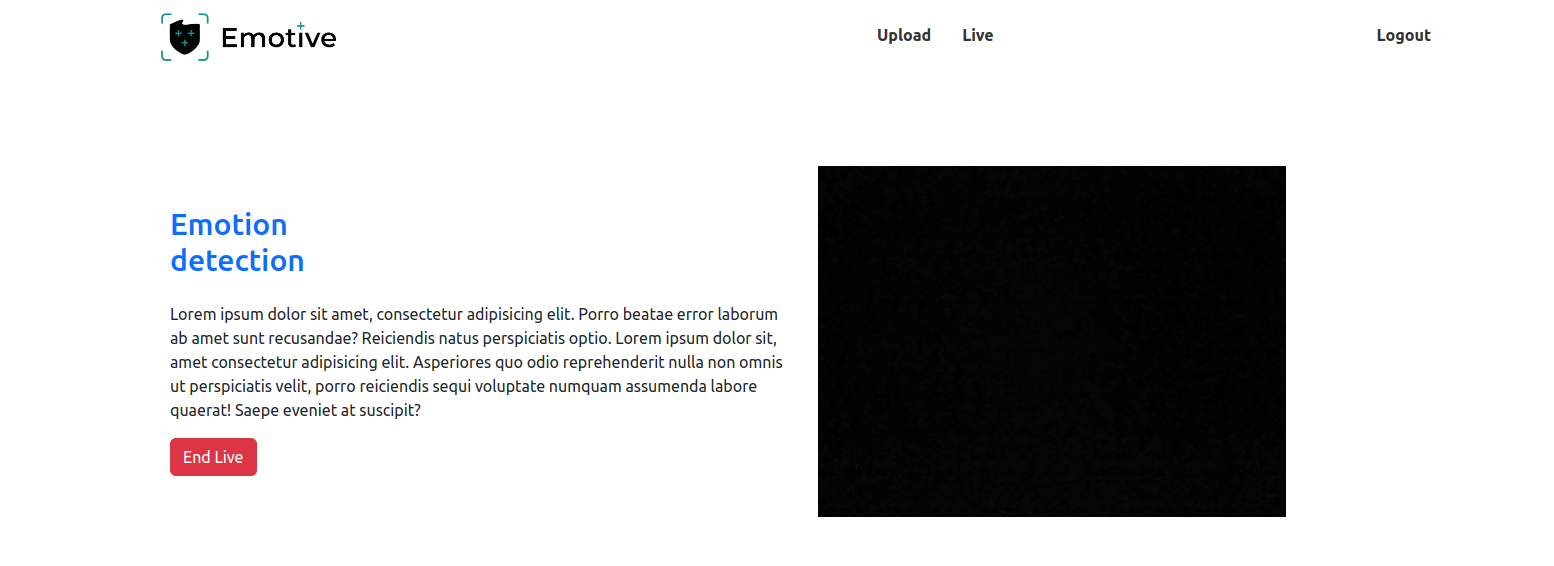 Emotive
Upload
Live
Logout
Emotion
detection
Lorem ipsum dolor sit amet, consectetur adipisicing elit. Porro beatae error laborum
ab amet sunt recusandae? Reiciendis natus perspiciatis optio. Lorem ipsum dolor sit,
amet consectetur adipisicing elit. Asperiores quo odio reprehenderit nulla non omnis
ut perspiciatis velit, porro reiciendis sequi voluptate numquam assumenda labore
quaerat! Saepe eveniet at suscipit?
End Live